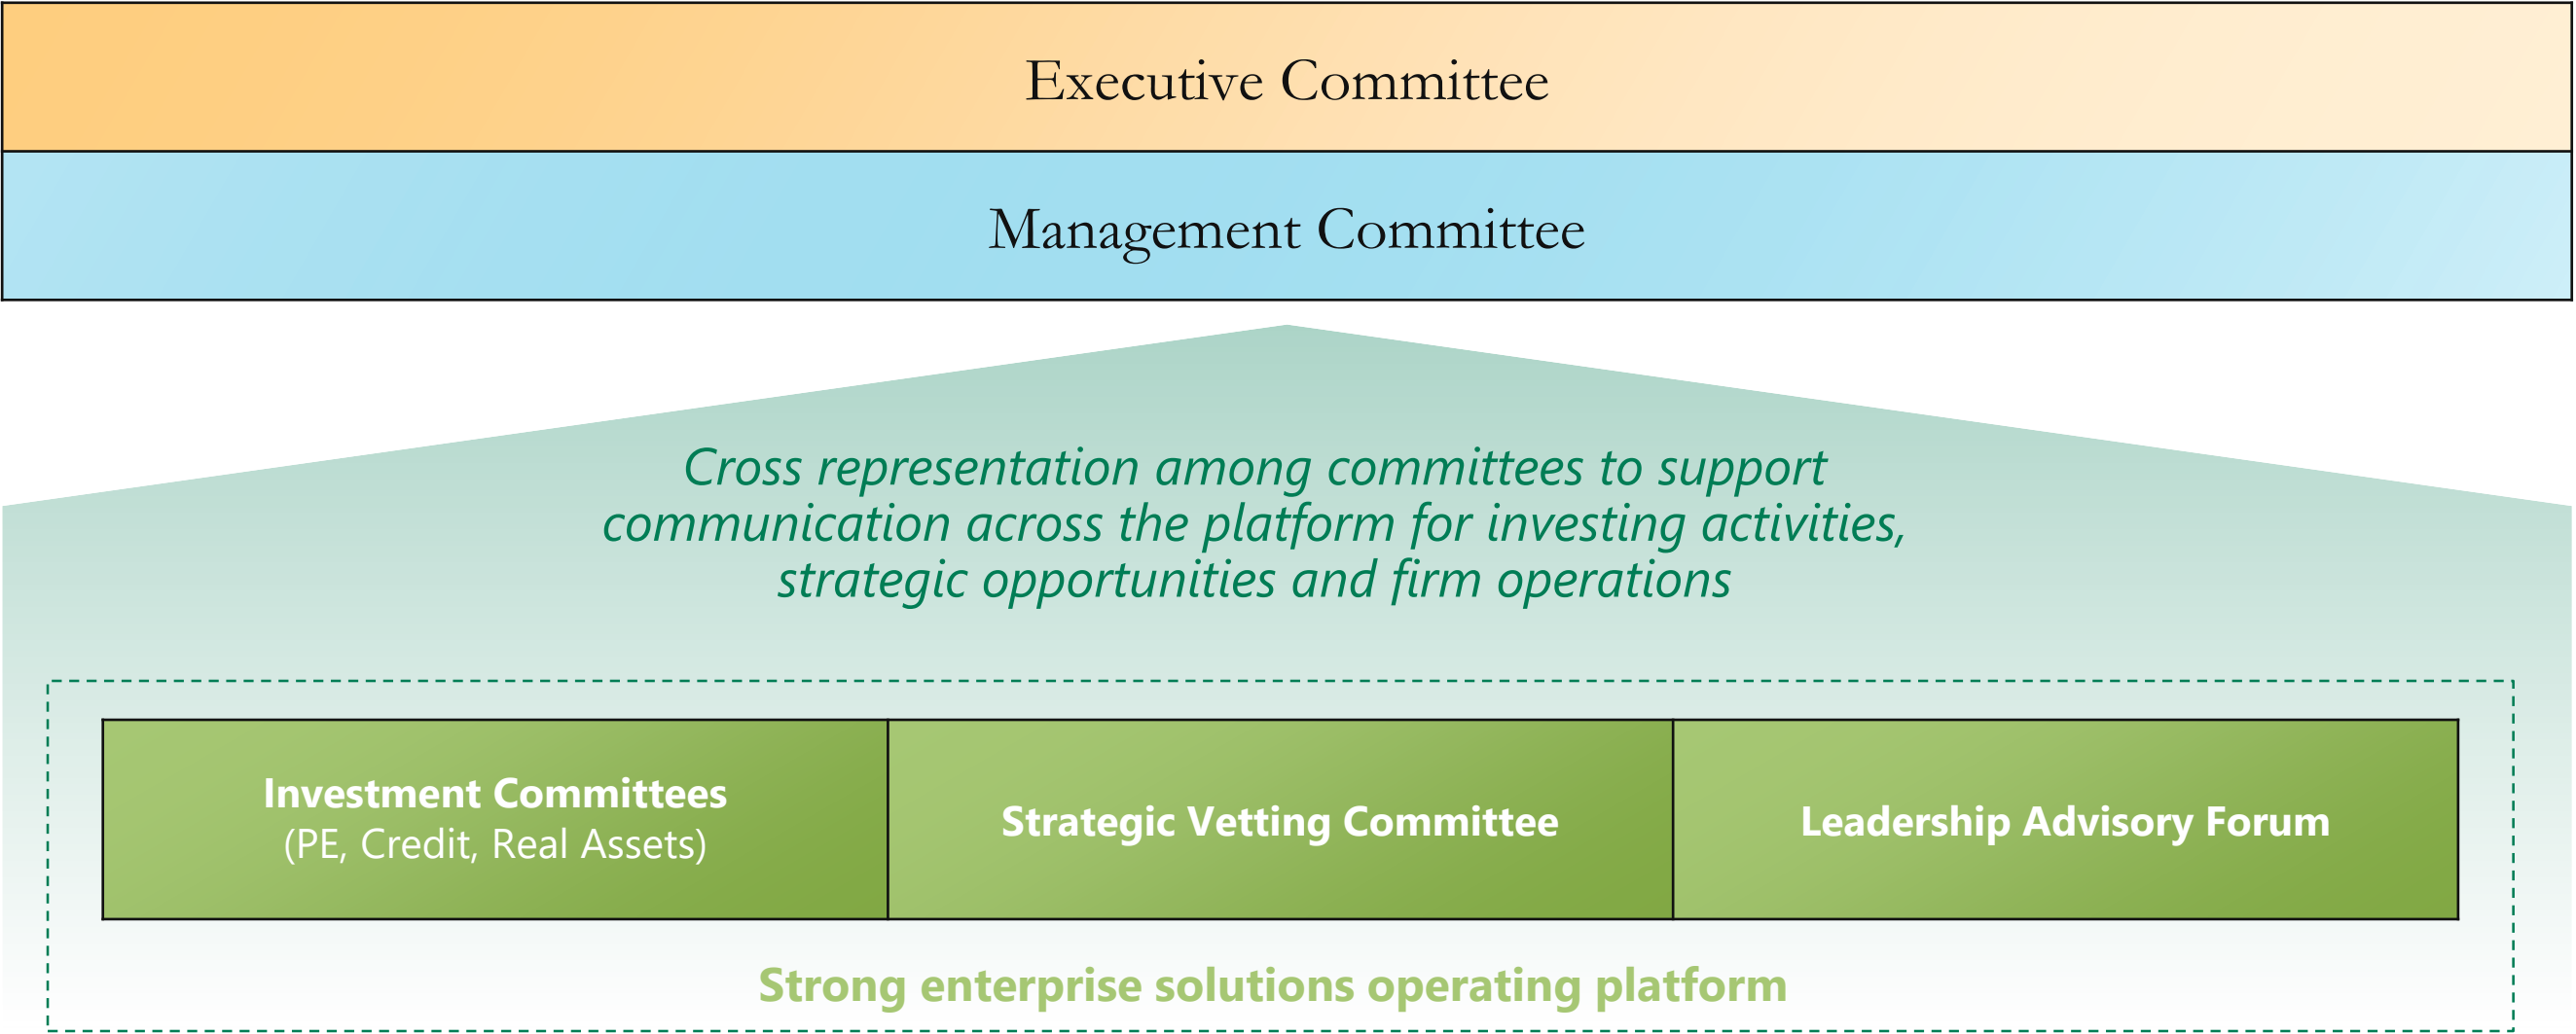 Executive Committee
Management Committee
Cross representation among committees to support
communication across the platform for investing activities,
strategic opportunities and firm operations
Investment Committees
(PE, Credit, Real Assets)
Strategic Vetting Committee
Leadership Advisory Forum
Strong enterprise solutions operating platform